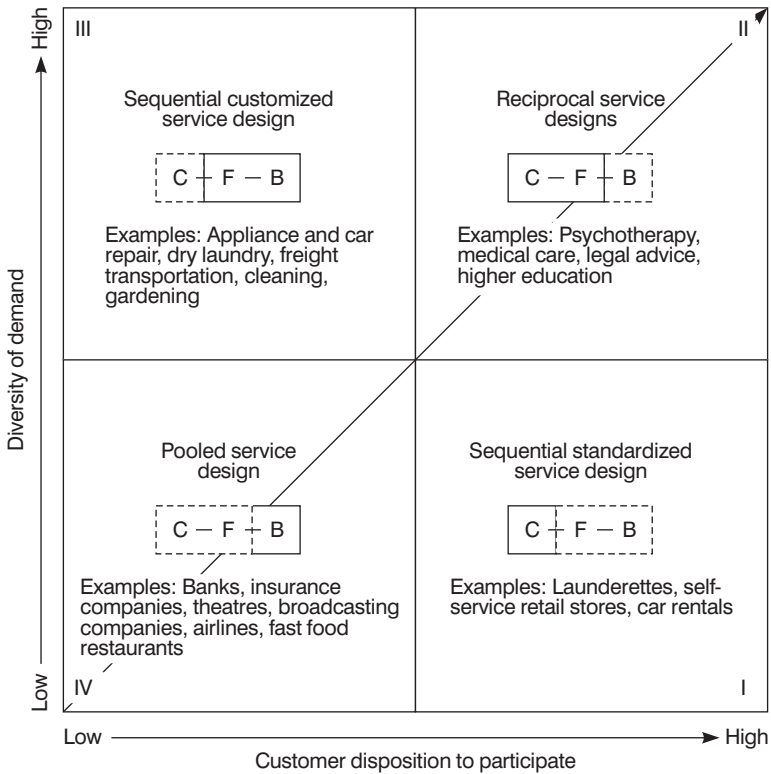 High
III
II
Sequential customized
service design
C – F – B
Examples: Appliance and car
repair, dry laundry, freight
transportation, cleaning,
gardening
Reciprocal service
designs
C – F – B
Examples: Psychotherapy,
medical care, legal advice,
higher education
Diversity of demand
Pooled service
design
C – F – B
Examples: Banks, insurance
companies, theatres, broadcasting
companies, airlines, fast food
restaurants
Sequential standardized
service design
C – F – B
Examples: Launderettes, self-
service retail stores, car rentals
Low
IV
I
Low
High
Customer disposition to participate